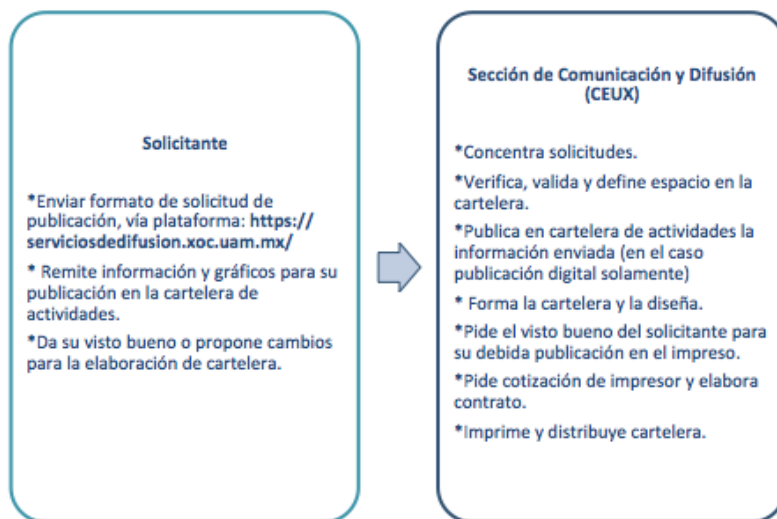 Solicitante
*Enviar formato de solicitud de
publicación, vía plataforma: https://
serviciosdedifusion.xoc.uam.mx/
* Remite información y gráficos para su
publicación en la cartelera de
actividades.
*Da su visto bueno o propone cambios
para la elaboración de cartelera.
Sección de Comunicación y Difusión
(CEUX)
*Concentra solicitudes.
*Verifica, valida y define espacio en la
cartelera.
*Publica en cartelera de actividades la
información enviada (en el caso
publicación digital solamente)
* Forma la cartelera y la diseña.
*Pide el visto bueno del solicitante para
su debida publicación en el impreso.
*Pide cotización de impresor y elabora
contrato.
*Imprime y distribuye cartelera.